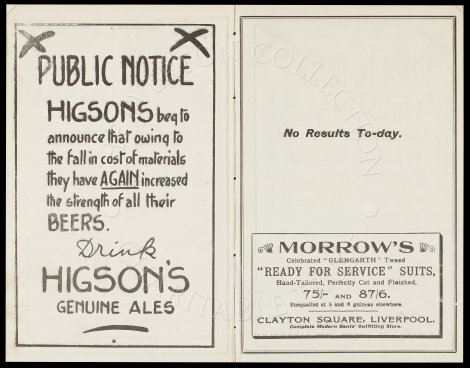 PUBLIC NOTICE
HIGSONS beg to
announce that owing to
the fall in cost of materials
they have AGAIN increased
the strength of all their
BEERS.
Drink
HIGSON'S
GENUINE ALES
No Results To-day.
MORROW'S
Celebrated "GLENGARTH" Tweed
"READY FOR SERVICE" SUITS,
Hand-Tailored, Perfectly Cut and Finished,
75/- AND 87/6.
Unequalled at 5 and 6 guineas elsewhere.
CLAYTON SQUARE, LIVERPOOL.
Complete Modern Gents' Outfitting Store.